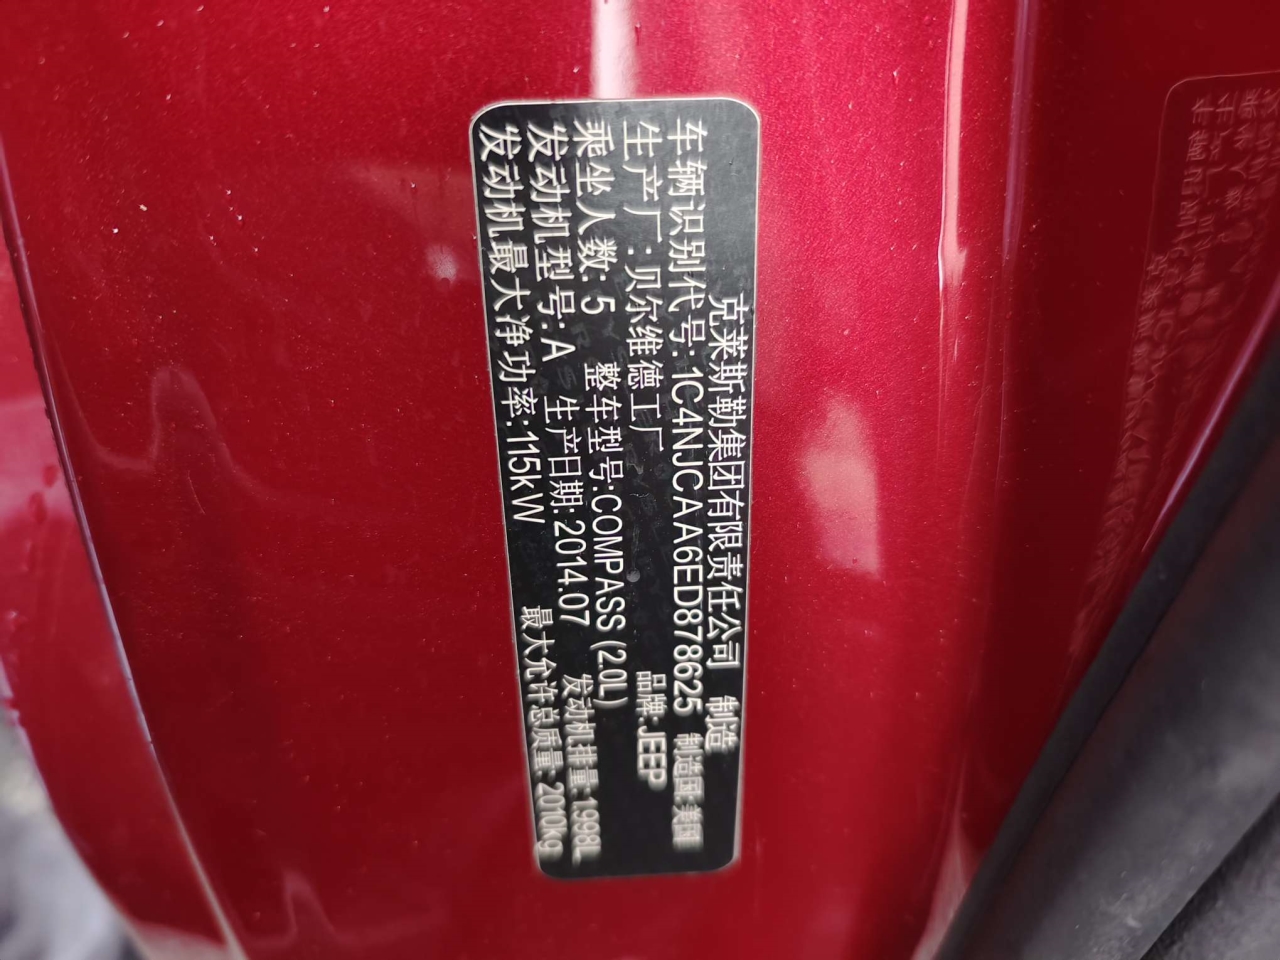 克莱斯勒集团有限责任公司 制造
车辆识别代号: 1C4NJCAA6ED878625 制造国: 美国
生产厂: 贝尔维德工厂 品牌: JEEP
乘坐人数: 5 整车型号: COMPASS (2.0L) 发动机排量: 1.998L
发动机型号: A 生产日期: 2014.07
发动机最大净功率: 115kW 最大允许总质量: 2010kg